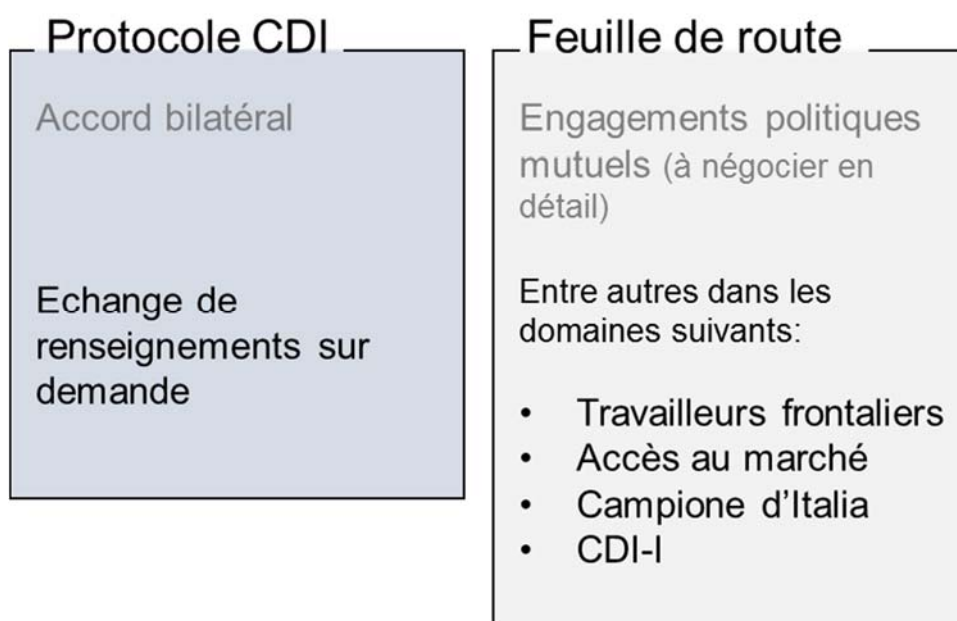 Protocole CDI
Accord bilatéral
Echange de
renseignements sur
demande
Feuille de route
Engagements politiques
mutuels (à négocier en
détail)
Entre autres dans les
domaines suivants:
• Travailleurs frontaliers
• Accès au marché
• Campione d'Italia
• CDI-I